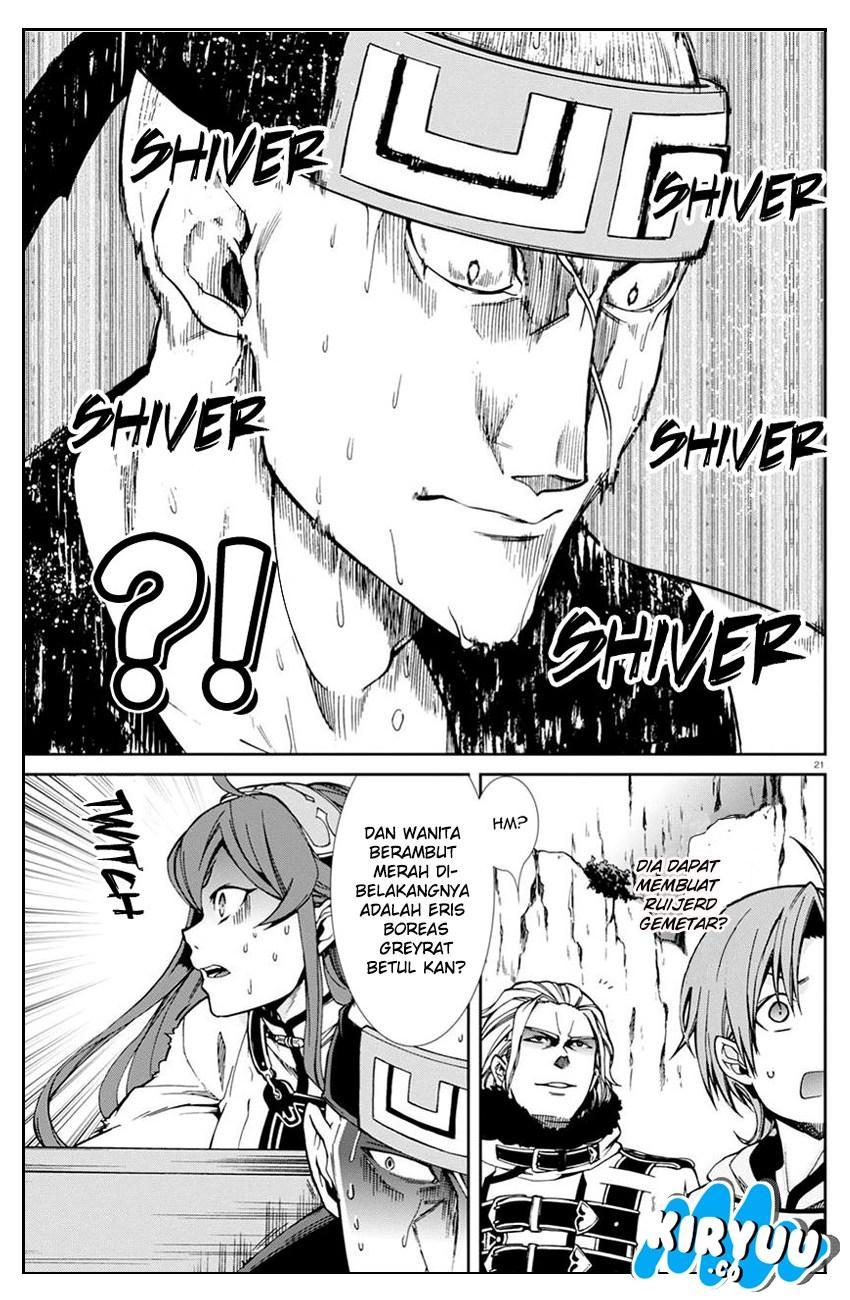 SHIVER
SHIVER
SHIVER
SHIVER
?!
SHIVER
21
HM?
DIA DAPAT
MEMBUAT
RUIJERD
GEMETAR?
DAN WANITA
BERAMBUT
MERAH DI-
BELAKANGNYA
ADALAH ERIS
BOREAS
GREYRAT
BETUL KAN?
TWITCH
KIRYUU
.CO